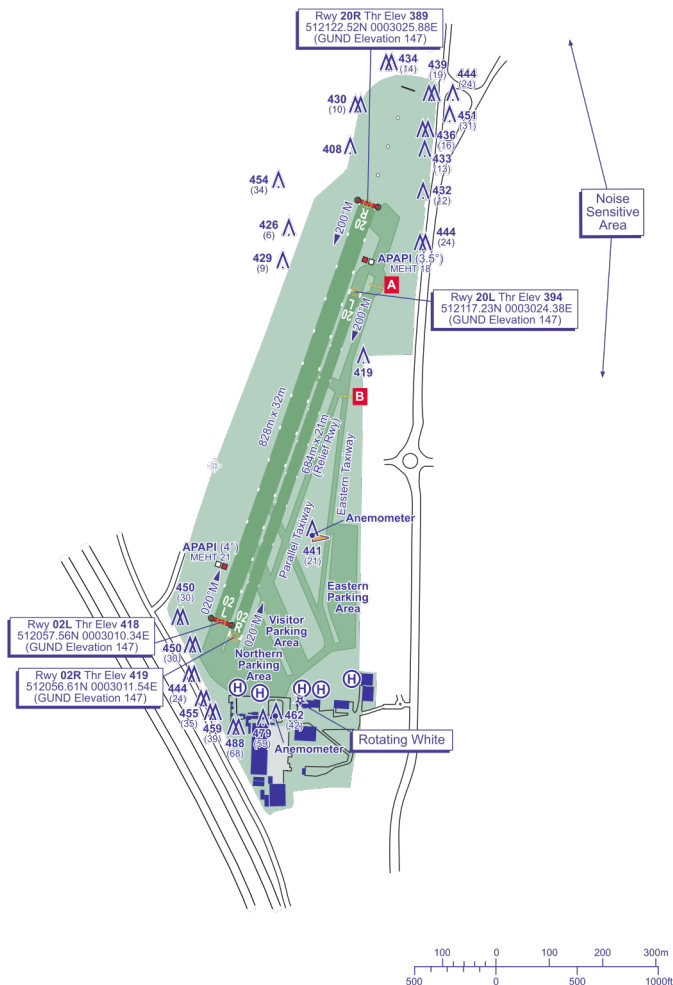 Rwy 20R Thr Elev 389
512122.52N 0003025.88E
(GUND Elevation 147)
434
(14)
439
(19)
444
(24)
430
(10)
451
(31)
436
(16)
408
433
(13)
454
(34)
432
(12)
Noise
Sensitive
Area
20
R
200°M
426
(6)
444
(24)
429
(9)
APAPI (3.5°)
MEHT 18
A
Rwy 20L Thr Elev 394
512117.23N 0003024.38E
(GUND Elevation 147)
20
L
200°M
419
B
828m x 32m
684m x 21m
(Relief Rwy)
Eastern Taxiway
Parallel Taxiway
Anemometer
441
(21)
APAPI (4°)
MEHT 21
450
(30)
020°M
02
L
02
R
020°M
Eastern
Parking
Area
Visitor
Parking
Area
Rwy 02L Thr Elev 418
512057.56N 0003010.34E
(GUND Elevation 147)
450
(30)
Northern
Parking
Area
Rwy 02R Thr Elev 419
512056.61N 0003011.54E
(GUND Elevation 147)
444
(24)
H
H
H
H
H
455
(35)
459
(39)
488
(68)
479
(59)
462
(42)
Anemometer
Rotating White
100
0
100
200
300m
500
0
500
1000ft